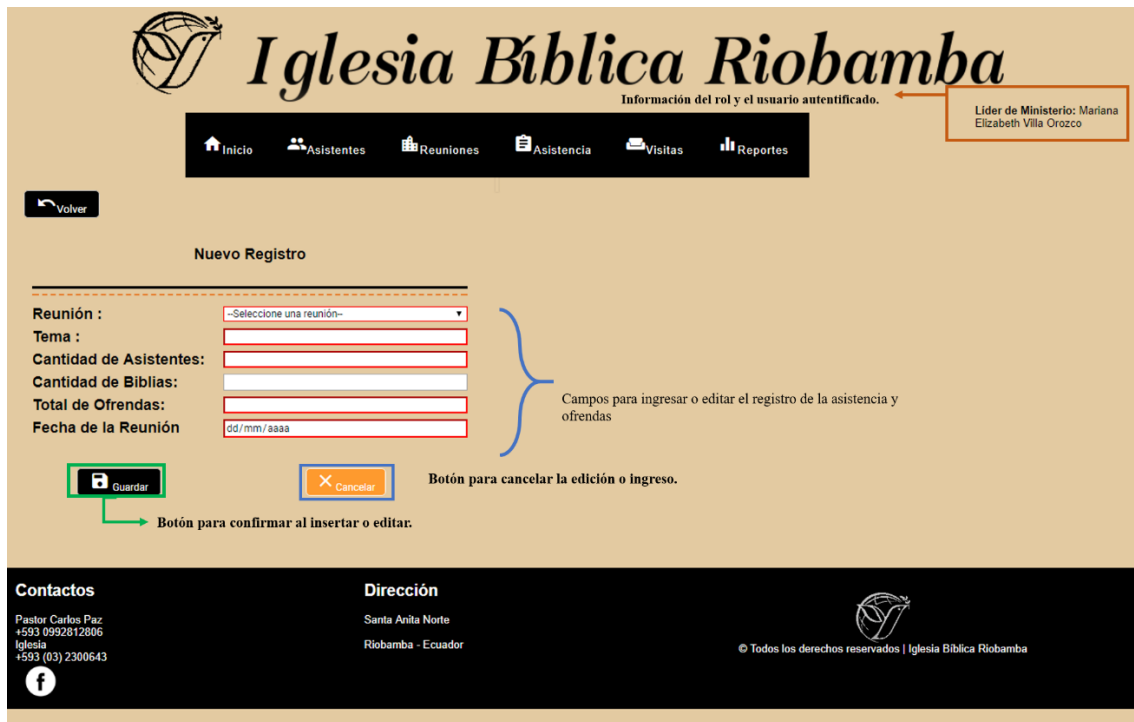 Iglesia Bíblica Riobamba
Información del rol y el usuario autentificado.
Lider de Ministerio: Mariana
Elizabeth Villa Orozco
Inicio Asistentes Reuniones Asistencia Visitas Reportes
Volver
Nuevo Registro
Reunión : --Seleccione una reunión--
Tema :
Cantidad de Asistentes:
Cantidad de Biblias:
Total de Ofrendas:
Fecha de la Reunión dd/mm/aaaa
Campos para ingresar o editar el registro de la asistencia y
ofrendas
Guardar Cancelar Botón para cancelar la edición o ingreso.
Botón para confirmar al insertar o editar.
Contactos
Pastor Carlos Paz
+593 0992812806
Iglesia
+593 (03) 2300643
Dirección
Santa Anita Norte
Riobamba - Ecuador
© Todos los derechos reservados | Iglesia Bíblica Riobamba